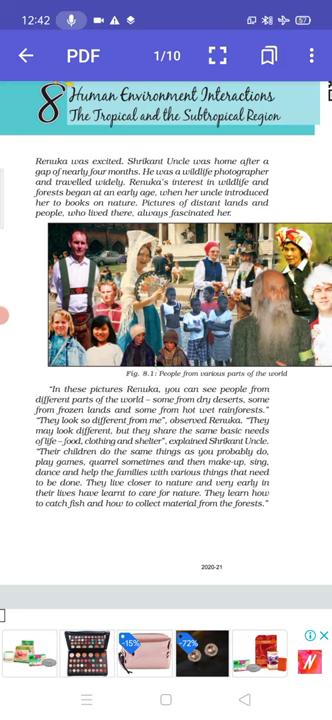 12:42
57
PDF
1/10
8 Human Environment Interactions
The Tropical and the Subtropical Region
Renuka was excited. Shrikant Uncle was home after a
gap of nearly four months. He was a wildlife photographer
and travelled widely. Renuka's interest in wildlife and
forests began at an early age, when her uncle introduced
her to books on nature. Pictures of distant lands and
people, who lived there, always fascinated her.
Fig. 8.1: People from various parts of the world
"In these pictures Renuka, you can see people from
different parts of the world – some from dry deserts, some
from frozen lands and some from hot wet rainforests."
"They look so different from me", observed Renuka. "They
may look different, but they share the same basic needs
of life – food, clothing and shelter", explained Shrikant Uncle.
"Their children do the same things as you probably do,
play games, quarrel sometimes and then make-up, sing,
dance and help the families with various things that need
to be done. They live closer to nature and very early in
their lives have learnt to care for nature. They learn how
to catch fish and how to collect material from the forests."
2020-21
-15%
-72%
N